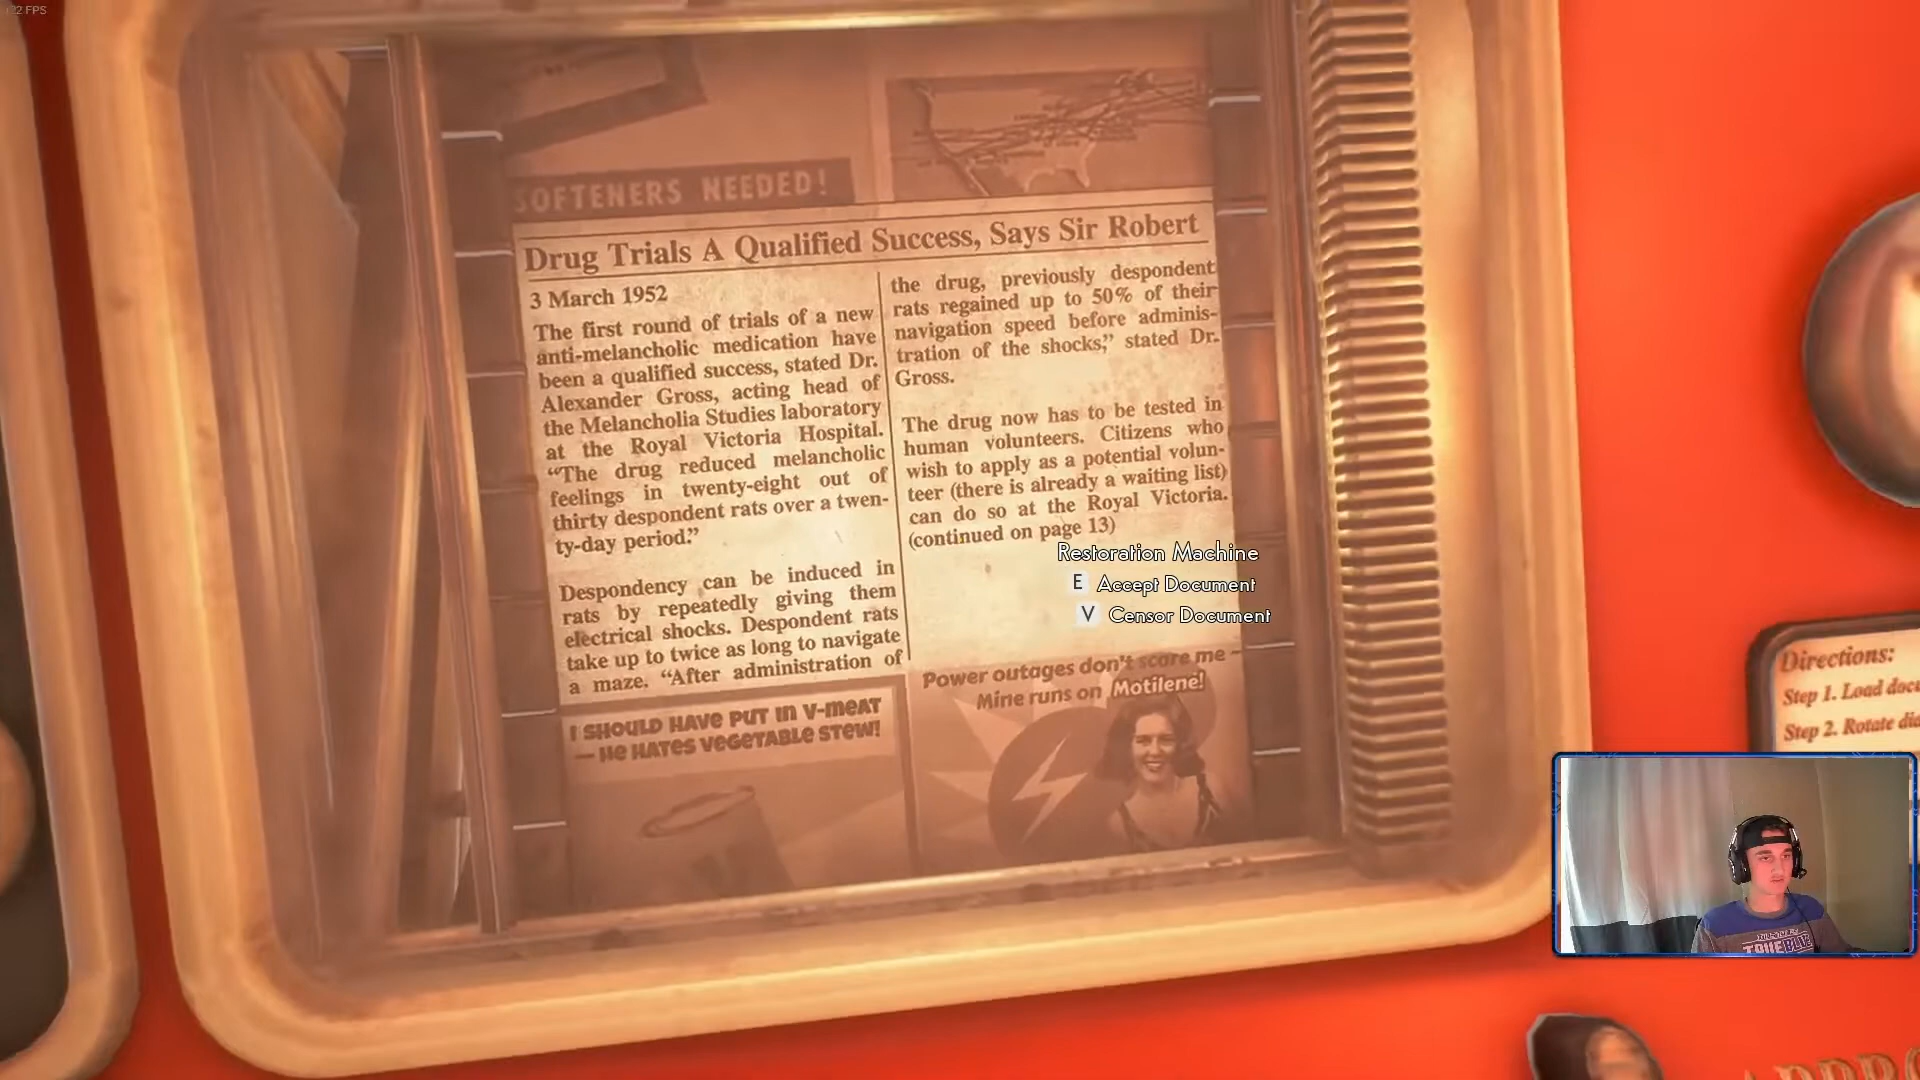 FPS
SOFTENERS NEEDED!
Drug Trials A Qualified Success, Says Sir Robert
3 March 1952
The first round of trials of a new
anti-melancholic medication have
been a qualified success, stated Dr.
Alexander Gross, acting head of
the Melancholia Studies laboratory
at the Royal Victoria Hospital.
“The drug reduced melancholic
feelings in twenty-eight out of
thirty despondent rats over a twen-
ty-day period.”
Despondency can be induced in
rats by repeatedly giving them
electrical shocks. Despondent rats
take up to twice as long to navigate
a maze. “After administration of
the drug, previously despondent
rats regained up to 50% of their
navigation speed before adminis-
tration of the shocks,” stated Dr.
Gross.
The drug now has to be tested in
human volunteers. Citizens who
wish to apply as a potential volun-
teer (there is already a waiting list)
can do so at the Royal Victoria.
(continued on page 13)
Restoration Machine
E Accept Document
V Censor Document
I SHOULD HAVE PUT IN V-MEAT
— HE HATES VEGETABLE STEW!
Power outages don't scare me -
Mine runs on Motilene!
Directions:
Step 1. Load
Step 2. Rotate
TRUE BLUE